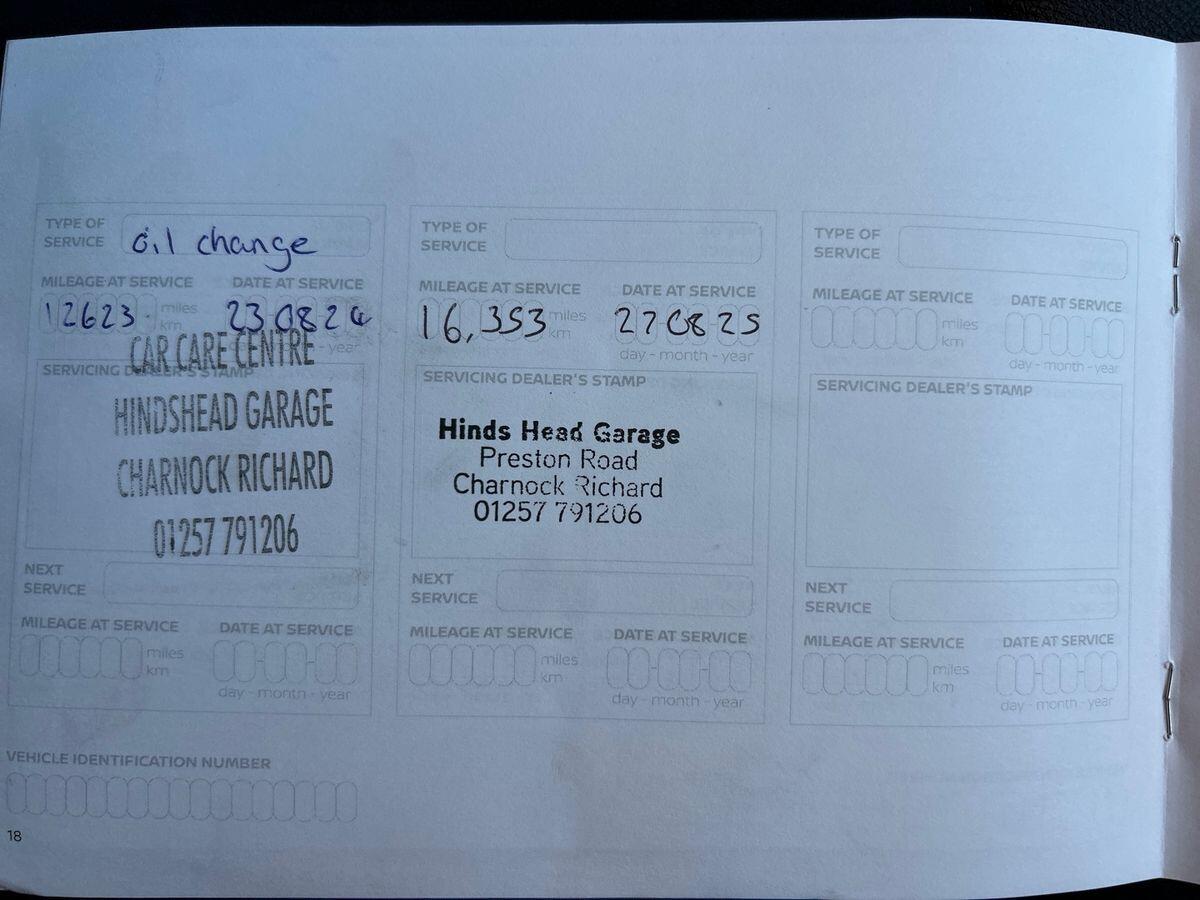 TYPE OF
SERVICE
oil change
MILEAGE AT SERVICE
DATE AT SERVICE
12623.
miles
km
23 08 24
year
CAR CARE CENTRE
SERVICING DEALER'S STAMP
HINDSHEAD GARAGE
CHARNOCK RICHARD
01257 791206
NEXT
SERVICE
MILEAGE AT SERVICE
DATE AT SERVICE
miles
km
day - month - year
TYPE OF
SERVICE
MILEAGE AT SERVICE
DATE AT SERVICE
16,353
miles
km
27 08 25
day - month - year
SERVICING DEALER'S STAMP
Hinds Head Garage
Preston Road
Charnock Richard
01257 791206
NEXT
SERVICE
MILEAGE AT SERVICE
DATE AT SERVICE
miles
km
day - month - year
TYPE OF
SERVICE
MILEAGE AT SERVICE
DATE AT SERVICE
miles
km
day - month - year
SERVICING DEALER'S STAMP
NEXT
SERVICE
MILEAGE AT SERVICE
DATE AT SERVICE
miles
km
day - month - year
VEHICLE IDENTIFICATION NUMBER
18